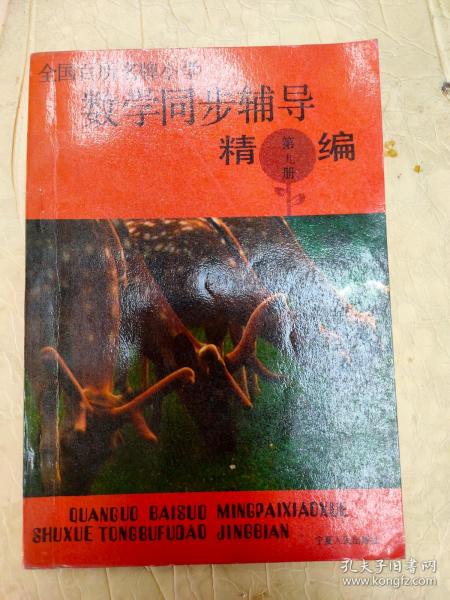 全国百所名牌小学
数学同步辅导
精编
第九册
QUANGUO BAISUO MINGPAIXIAOXUE
SHUXUE TONGBUFUDAO JINGBIAN
宁夏人民出版社
孔夫子旧书网
www.kongfz.com